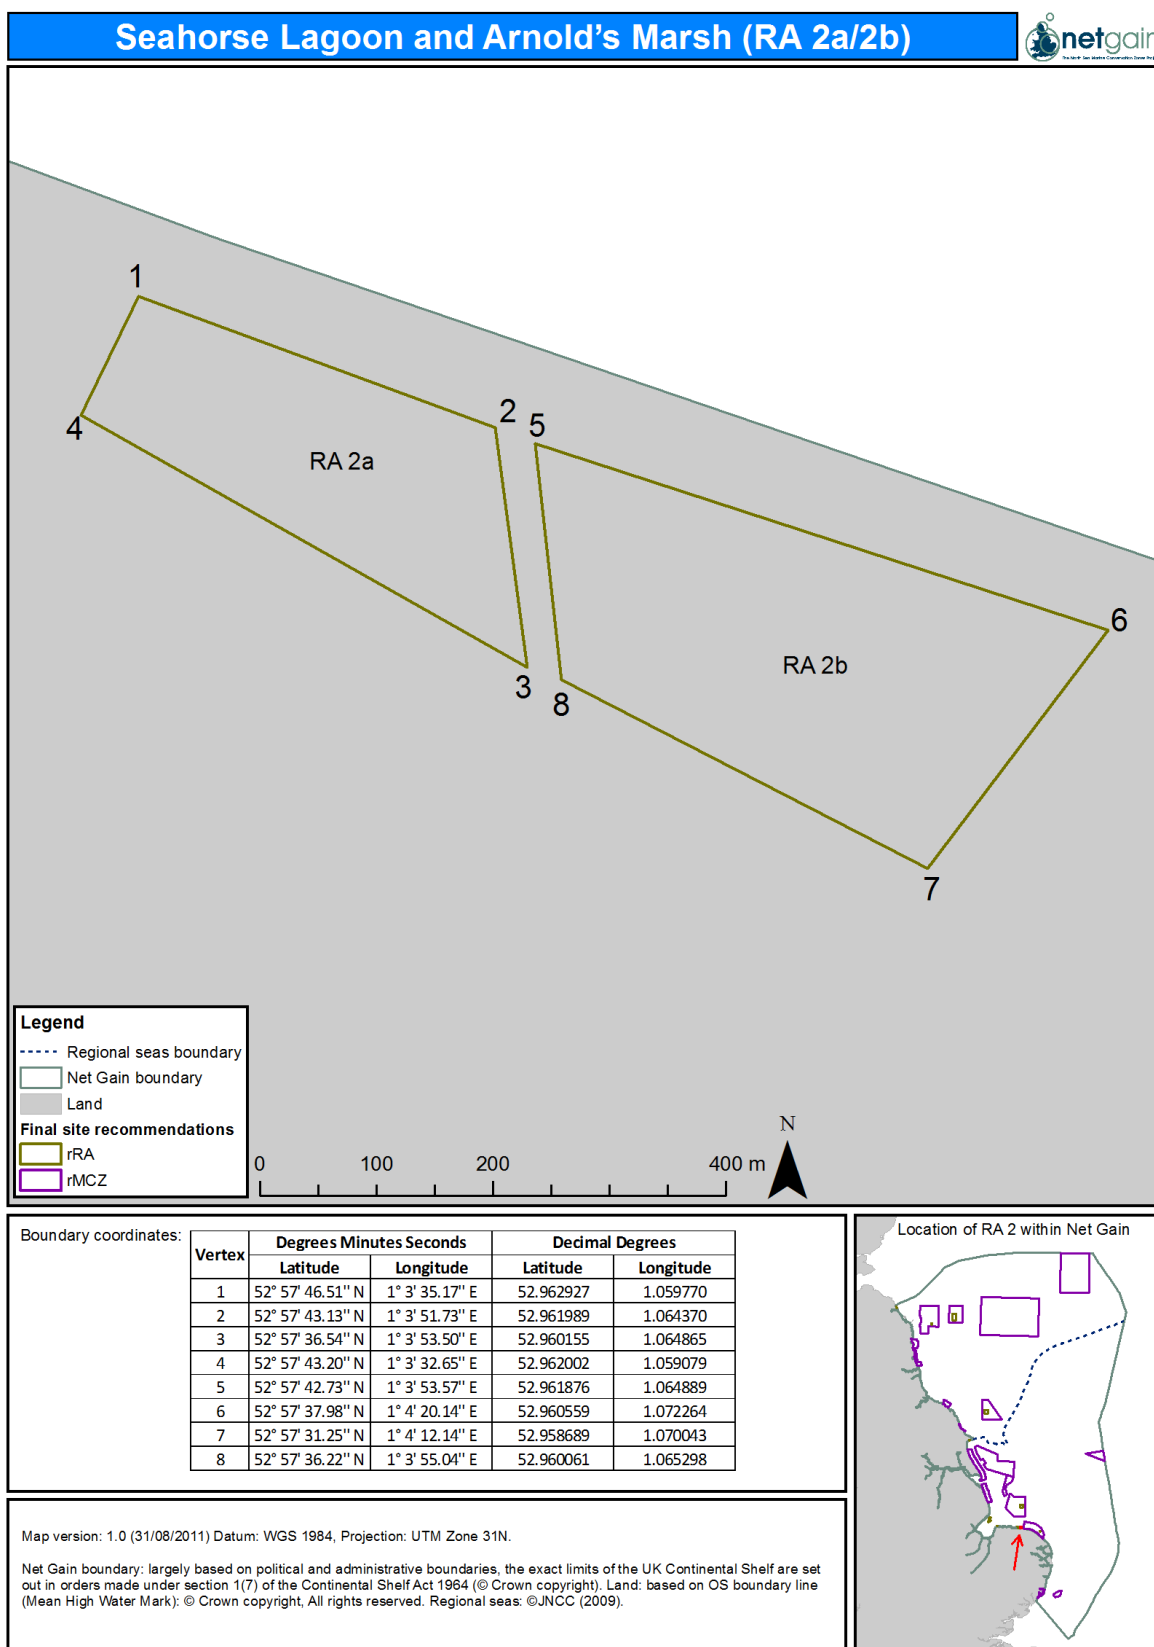 Seahorse Lagoon and Arnold's Marsh (RA 2a/2b)
netgain
1
2
5
4
RA 2a
6
RA 2b
3
8
7
Legend
Regional seas boundary
Net Gain boundary
Land
Final site recommendations
rRA
rMCZ
0 100 200 400 m
N
Boundary coordinates:
Vertex Degrees Minutes Seconds Decimal Degrees
Latitude Longitude Latitude Longitude
1 52° 57' 46.51'' N 1° 3' 35.17'' E 52.962927 1.059770
2 52° 57' 43.13'' N 1° 3' 51.73'' E 52.961989 1.064370
3 52° 57' 36.54'' N 1° 3' 53.50'' E 52.960155 1.064865
4 52° 57' 43.20'' N 1° 3' 32.65'' E 52.962002 1.059079
5 52° 57' 42.73'' N 1° 3' 53.57'' E 52.961876 1.064889
6 52° 57' 37.98'' N 1° 4' 20.14'' E 52.960559 1.072264
7 52° 57' 31.25'' N 1° 4' 12.14'' E 52.958689 1.070043
8 52° 57' 36.22'' N 1° 3' 55.04'' E 52.960061 1.065298
Location of RA 2 within Net Gain
Map version: 1.0 (31/08/2011) Datum: WGS 1984, Projection: UTM Zone 31N.
Net Gain boundary: largely based on political and administrative boundaries, the exact limits of the UK Continental Shelf are set
out in orders made under section 1(7) of the Continental Shelf Act 1964 (© Crown copyright). Land: based on OS boundary line
(Mean High Water Mark): © Crown copyright, All rights reserved. Regional seas: ©JNCC (2009).